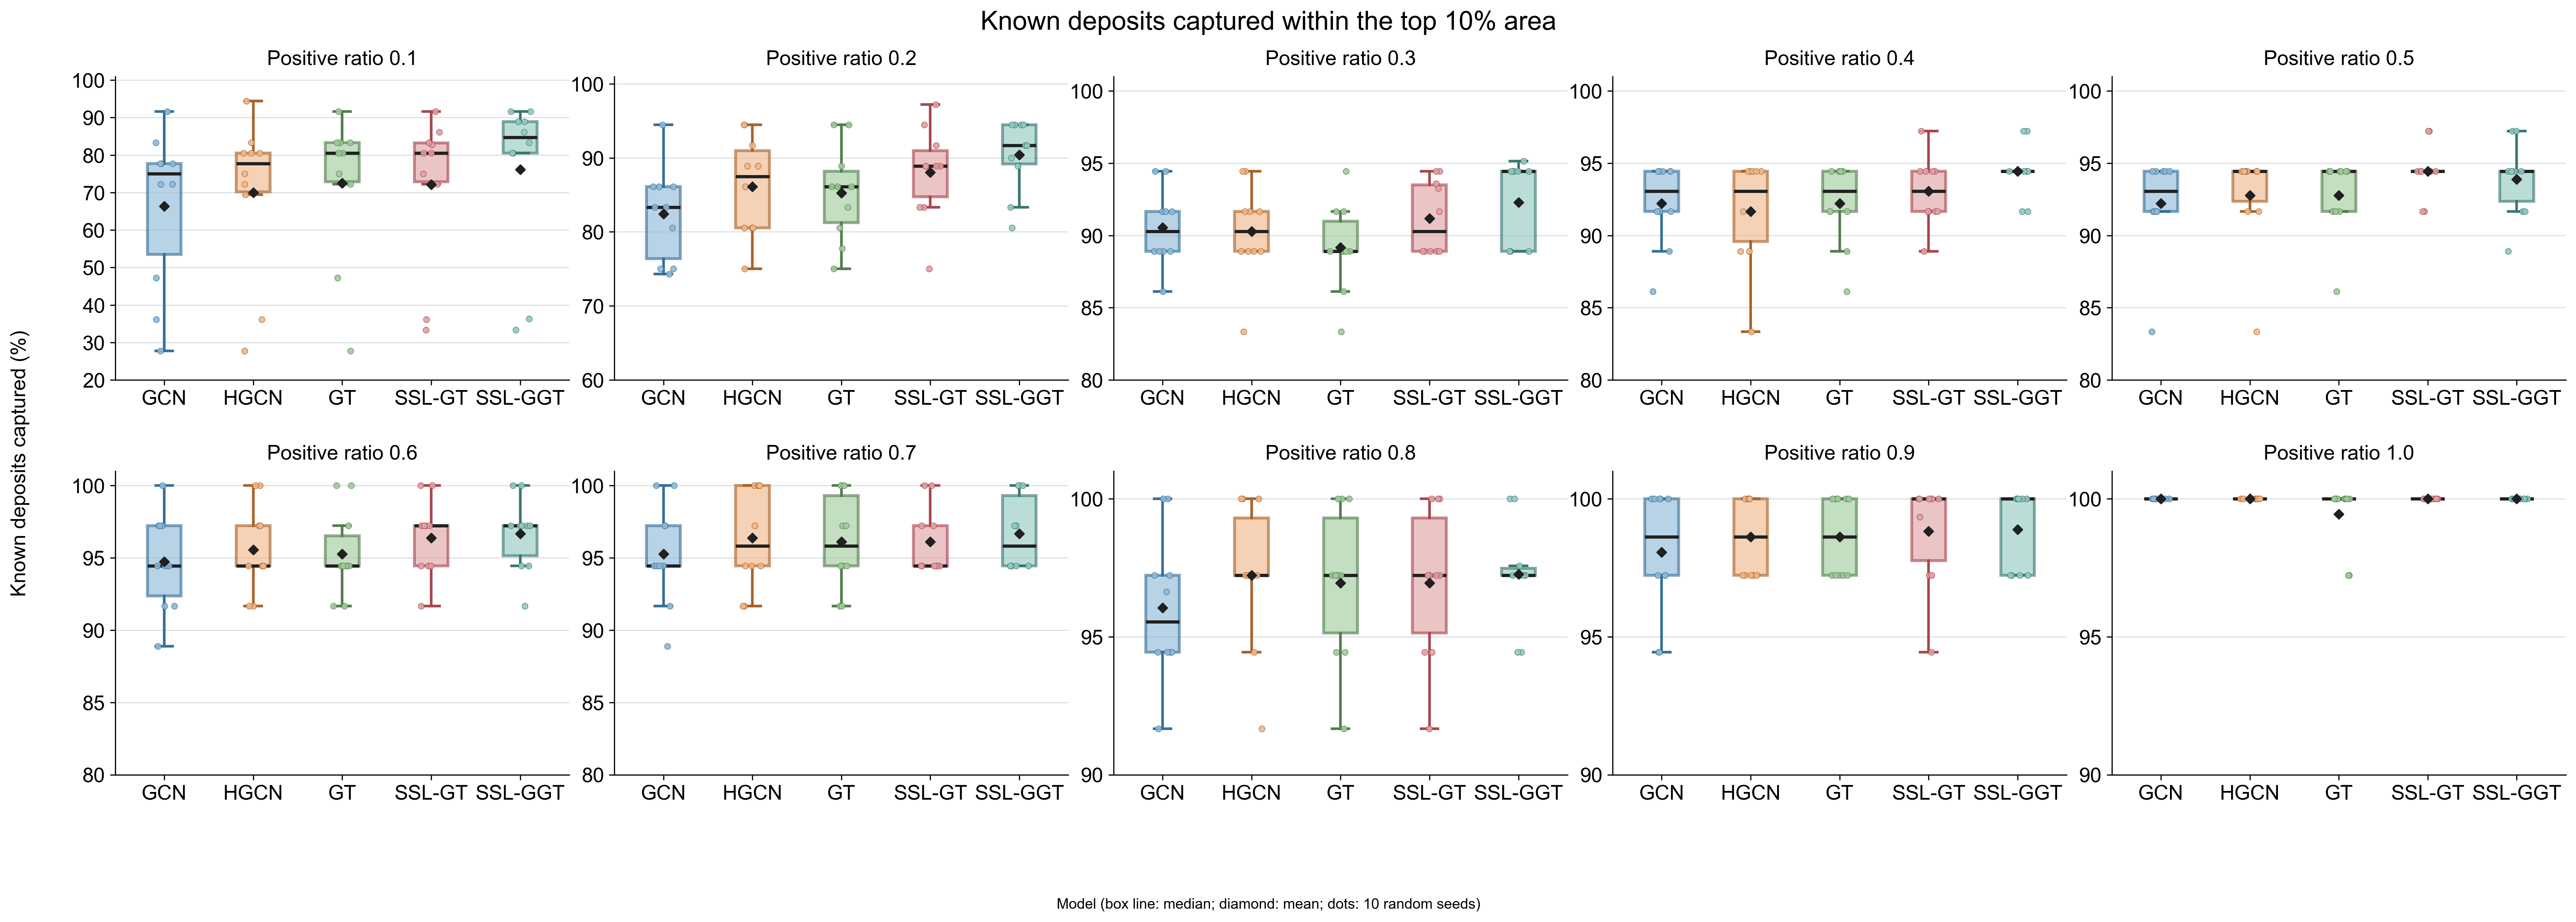 Known deposits captured within the top 10% area
Known deposits captured (%)
Positive ratio 0.1
100
90
80
70
60
50
40
30
20
GCN HGCN GT SSL-GT SSL-GGT
Positive ratio 0.2
100
90
80
70
60
GCN HGCN GT SSL-GT SSL-GGT
Positive ratio 0.3
100
95
90
85
80
GCN HGCN GT SSL-GT SSL-GGT
Positive ratio 0.4
100
95
90
85
80
GCN HGCN GT SSL-GT SSL-GGT
Positive ratio 0.5
100
95
90
85
80
GCN HGCN GT SSL-GT SSL-GGT
Positive ratio 0.6
100
95
90
85
80
GCN HGCN GT SSL-GT SSL-GGT
Positive ratio 0.7
100
95
90
85
80
GCN HGCN GT SSL-GT SSL-GGT
Positive ratio 0.8
100
95
90
GCN HGCN GT SSL-GT SSL-GGT
Positive ratio 0.9
100
95
90
GCN HGCN GT SSL-GT SSL-GGT
Positive ratio 1.0
100
95
90
GCN HGCN GT SSL-GT SSL-GGT
Model (box line: median; diamond: mean; dots: 10 random seeds)